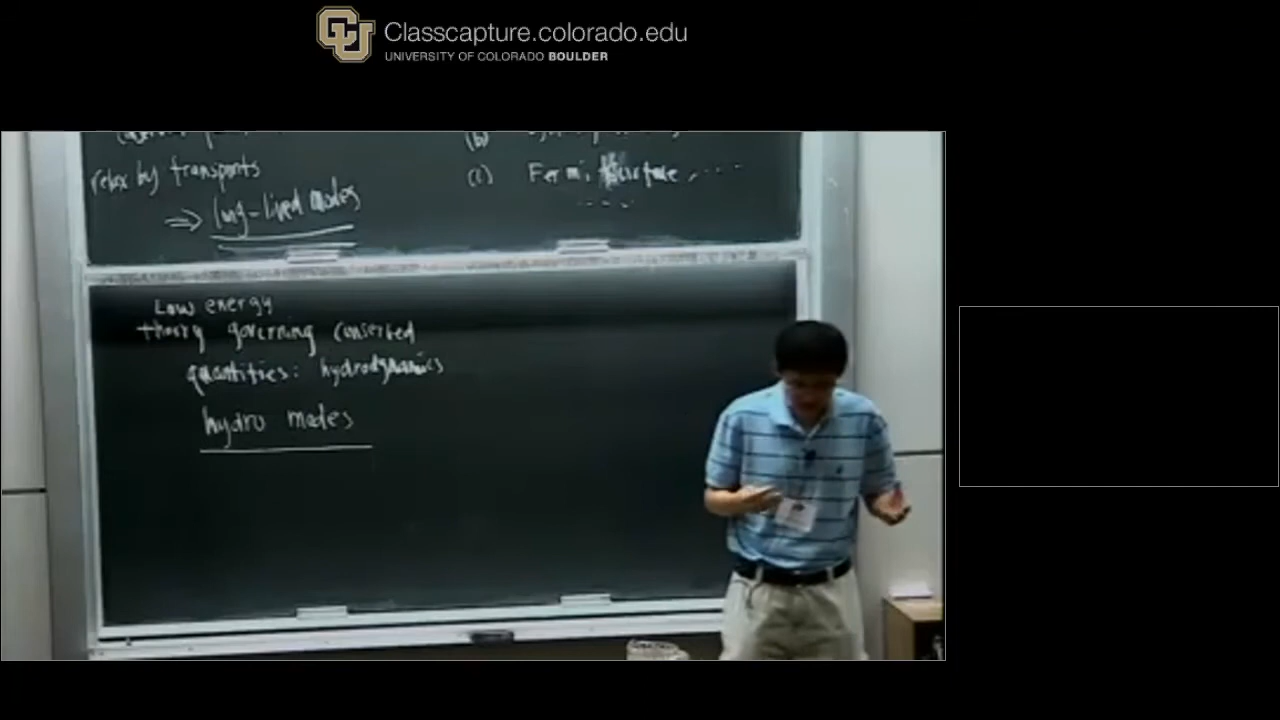 CU
Classcapture.colorado.edu
UNIVERSITY OF COLORADO BOULDER
relax by transports
⇒ long-lived modes
(b)
(c) Fermi surface, ....
....
Low energy
theory governing conserved
quantities: hydrodynamics
hydro modes